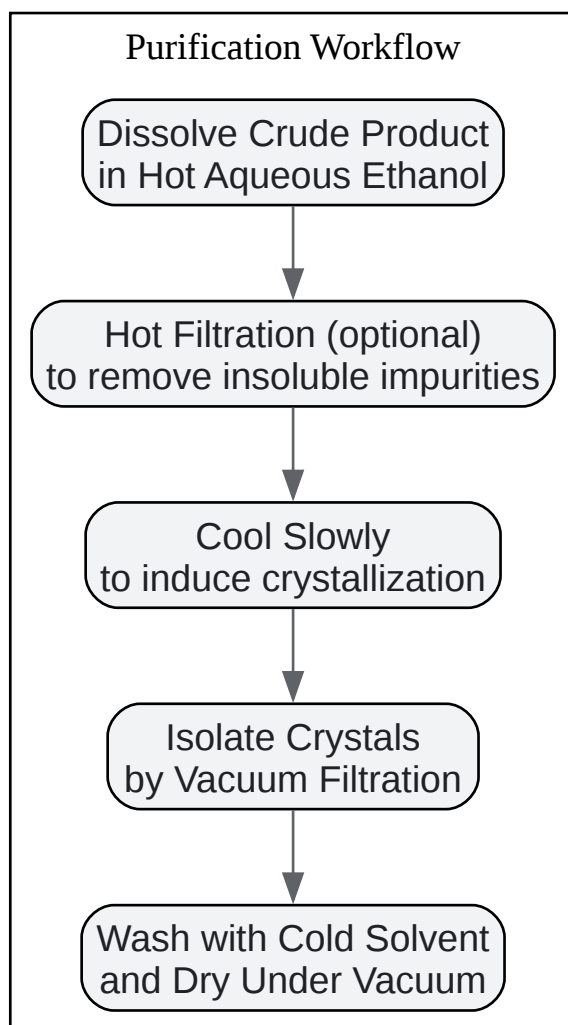 Purification Workflow
Dissolve Crude Product
in Hot Aqueous Ethanol
Hot Filtration (optional)
to remove insoluble impurities
Cool Slowly
to induce crystallization
Isolate Crystals
by Vacuum Filtration
Wash with Cold Solvent
and Dry Under Vacuum